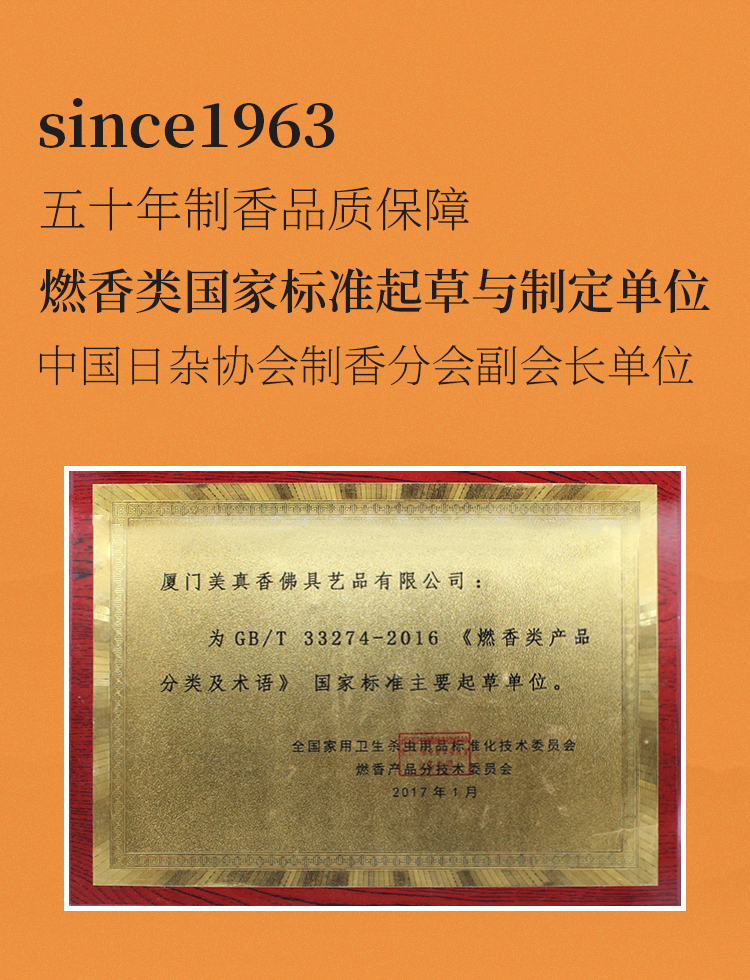 since1963
五十年制香品质保障
燃香类国家标准起草与制定单位
中国日杂协会制香分会副会长单位
厦门美真香佛具艺品有限公司：
为GB/T 33274-2016《燃香类产品
分类及术语》 国家标准主要起草单位。
全国家用卫生杀虫用品标准化技术委员会
燃香产品分技术委员会
2017年1月